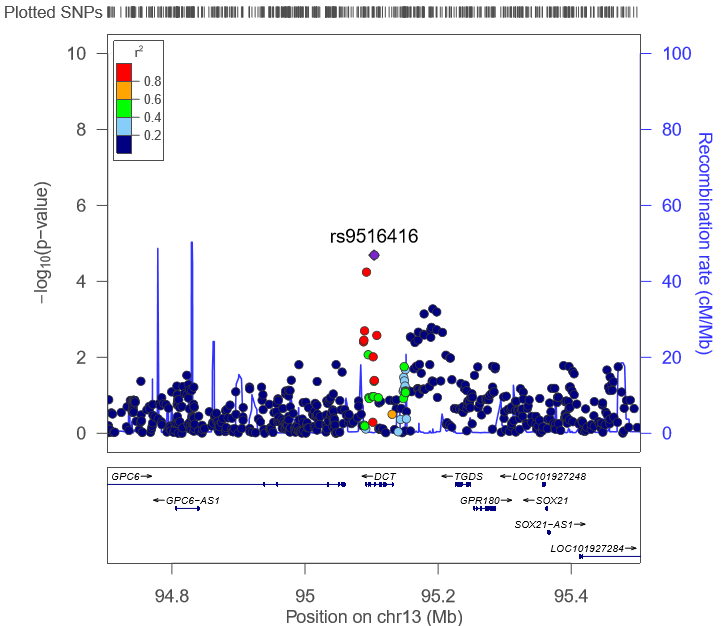 Plotted SNPs
10
100
r²
0.8
0.6
0.4
0.2
8
80
6
60
rs9516416
4
40
2
20
0
0
−log10(p−value)
Recombination rate (cM/Mb)
GPC6→
←DCT
←TGDS
←LOC101927248
←GPC6−AS1
GPR180→
←SOX21
SOX21−AS1→
LOC101927284→
94.8
95
95.2
95.4
Position on chr13 (Mb)